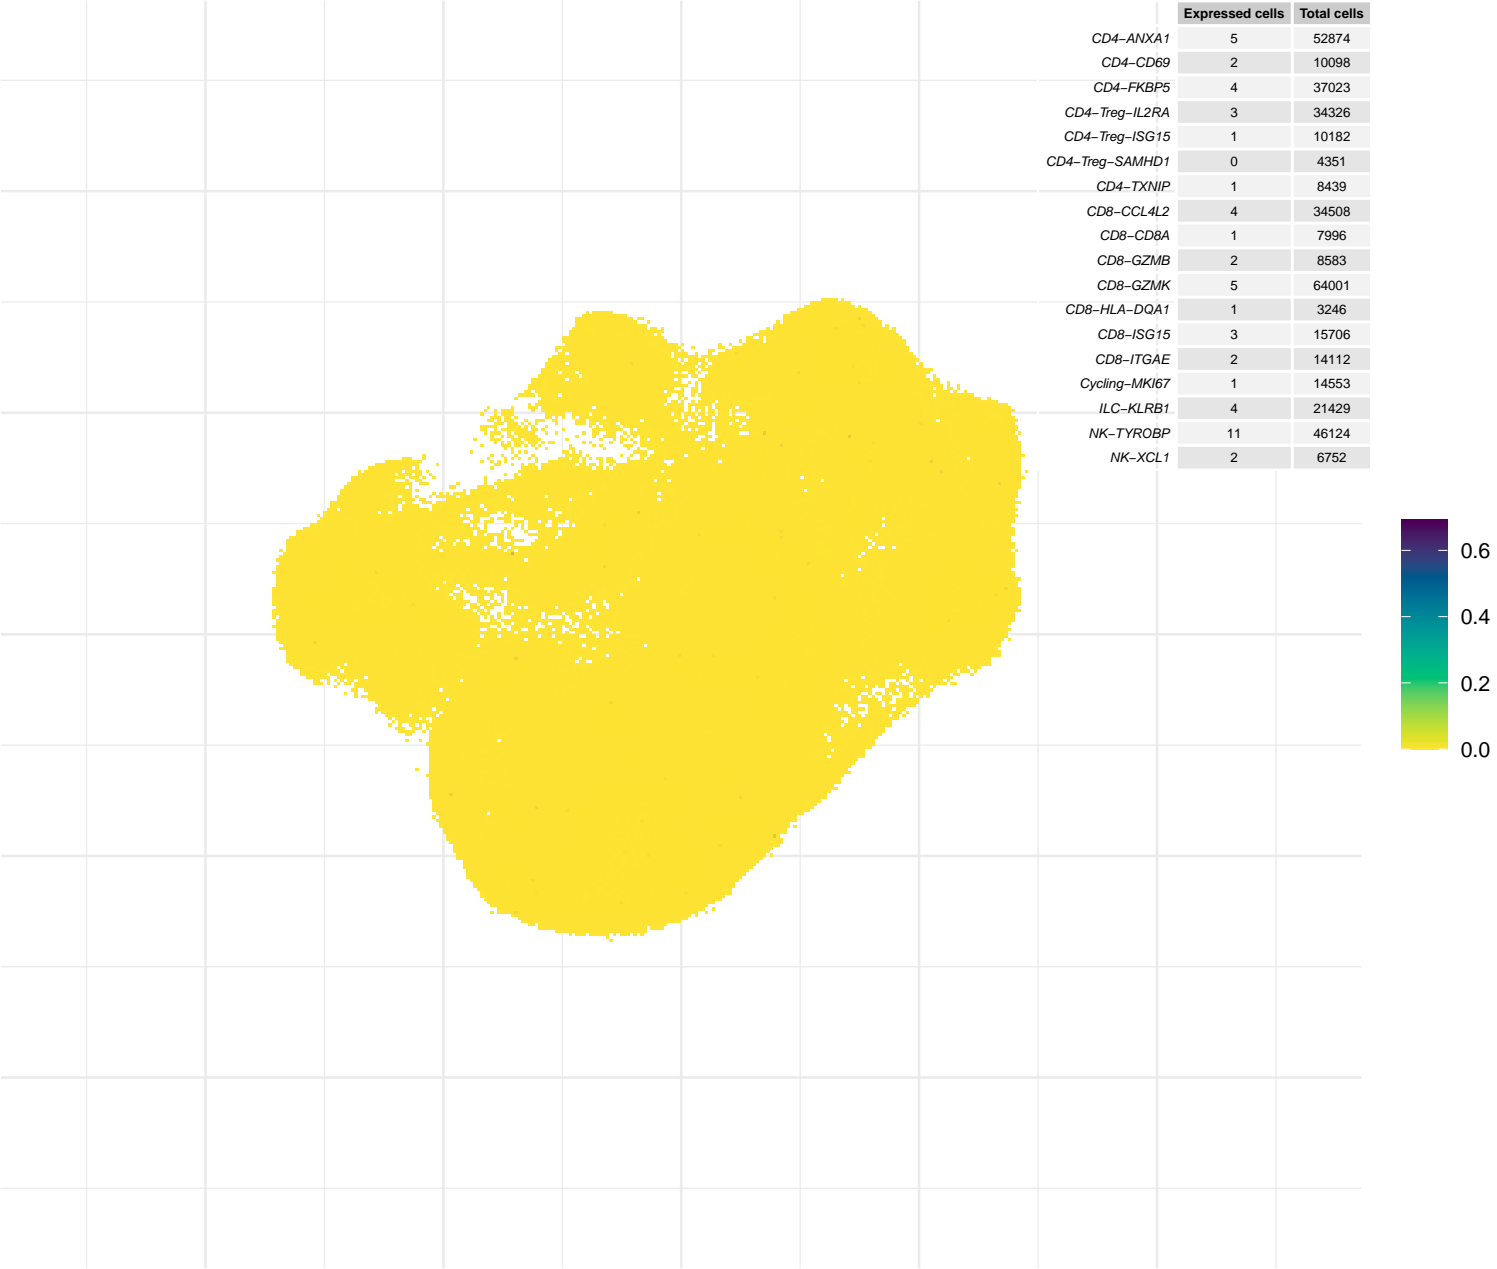 Expressed cells Total cells
CD4−ANXA1 5 52874
CD4−CD69 2 10098
CD4−FKBP5 4 37023
CD4−Treg−IL2RA 3 34326
CD4−Treg−ISG15 1 10182
CD4−Treg−SAMHD1 0 4351
CD4−TXNIP 1 8439
CD8−CCL4L2 4 34508
CD8−CD8A 1 7996
CD8−GZMB 2 8583
CD8−GZMK 5 64001
CD8−HLA−DQA1 1 3246
CD8−ISG15 3 15706
CD8−ITGAE 2 14112
Cycling−MKI67 1 14553
ILC−KLRB1 4 21429
NK−TYROBP 11 46124
NK−XCL1 2 6752
0.6
0.4
0.2
0.0